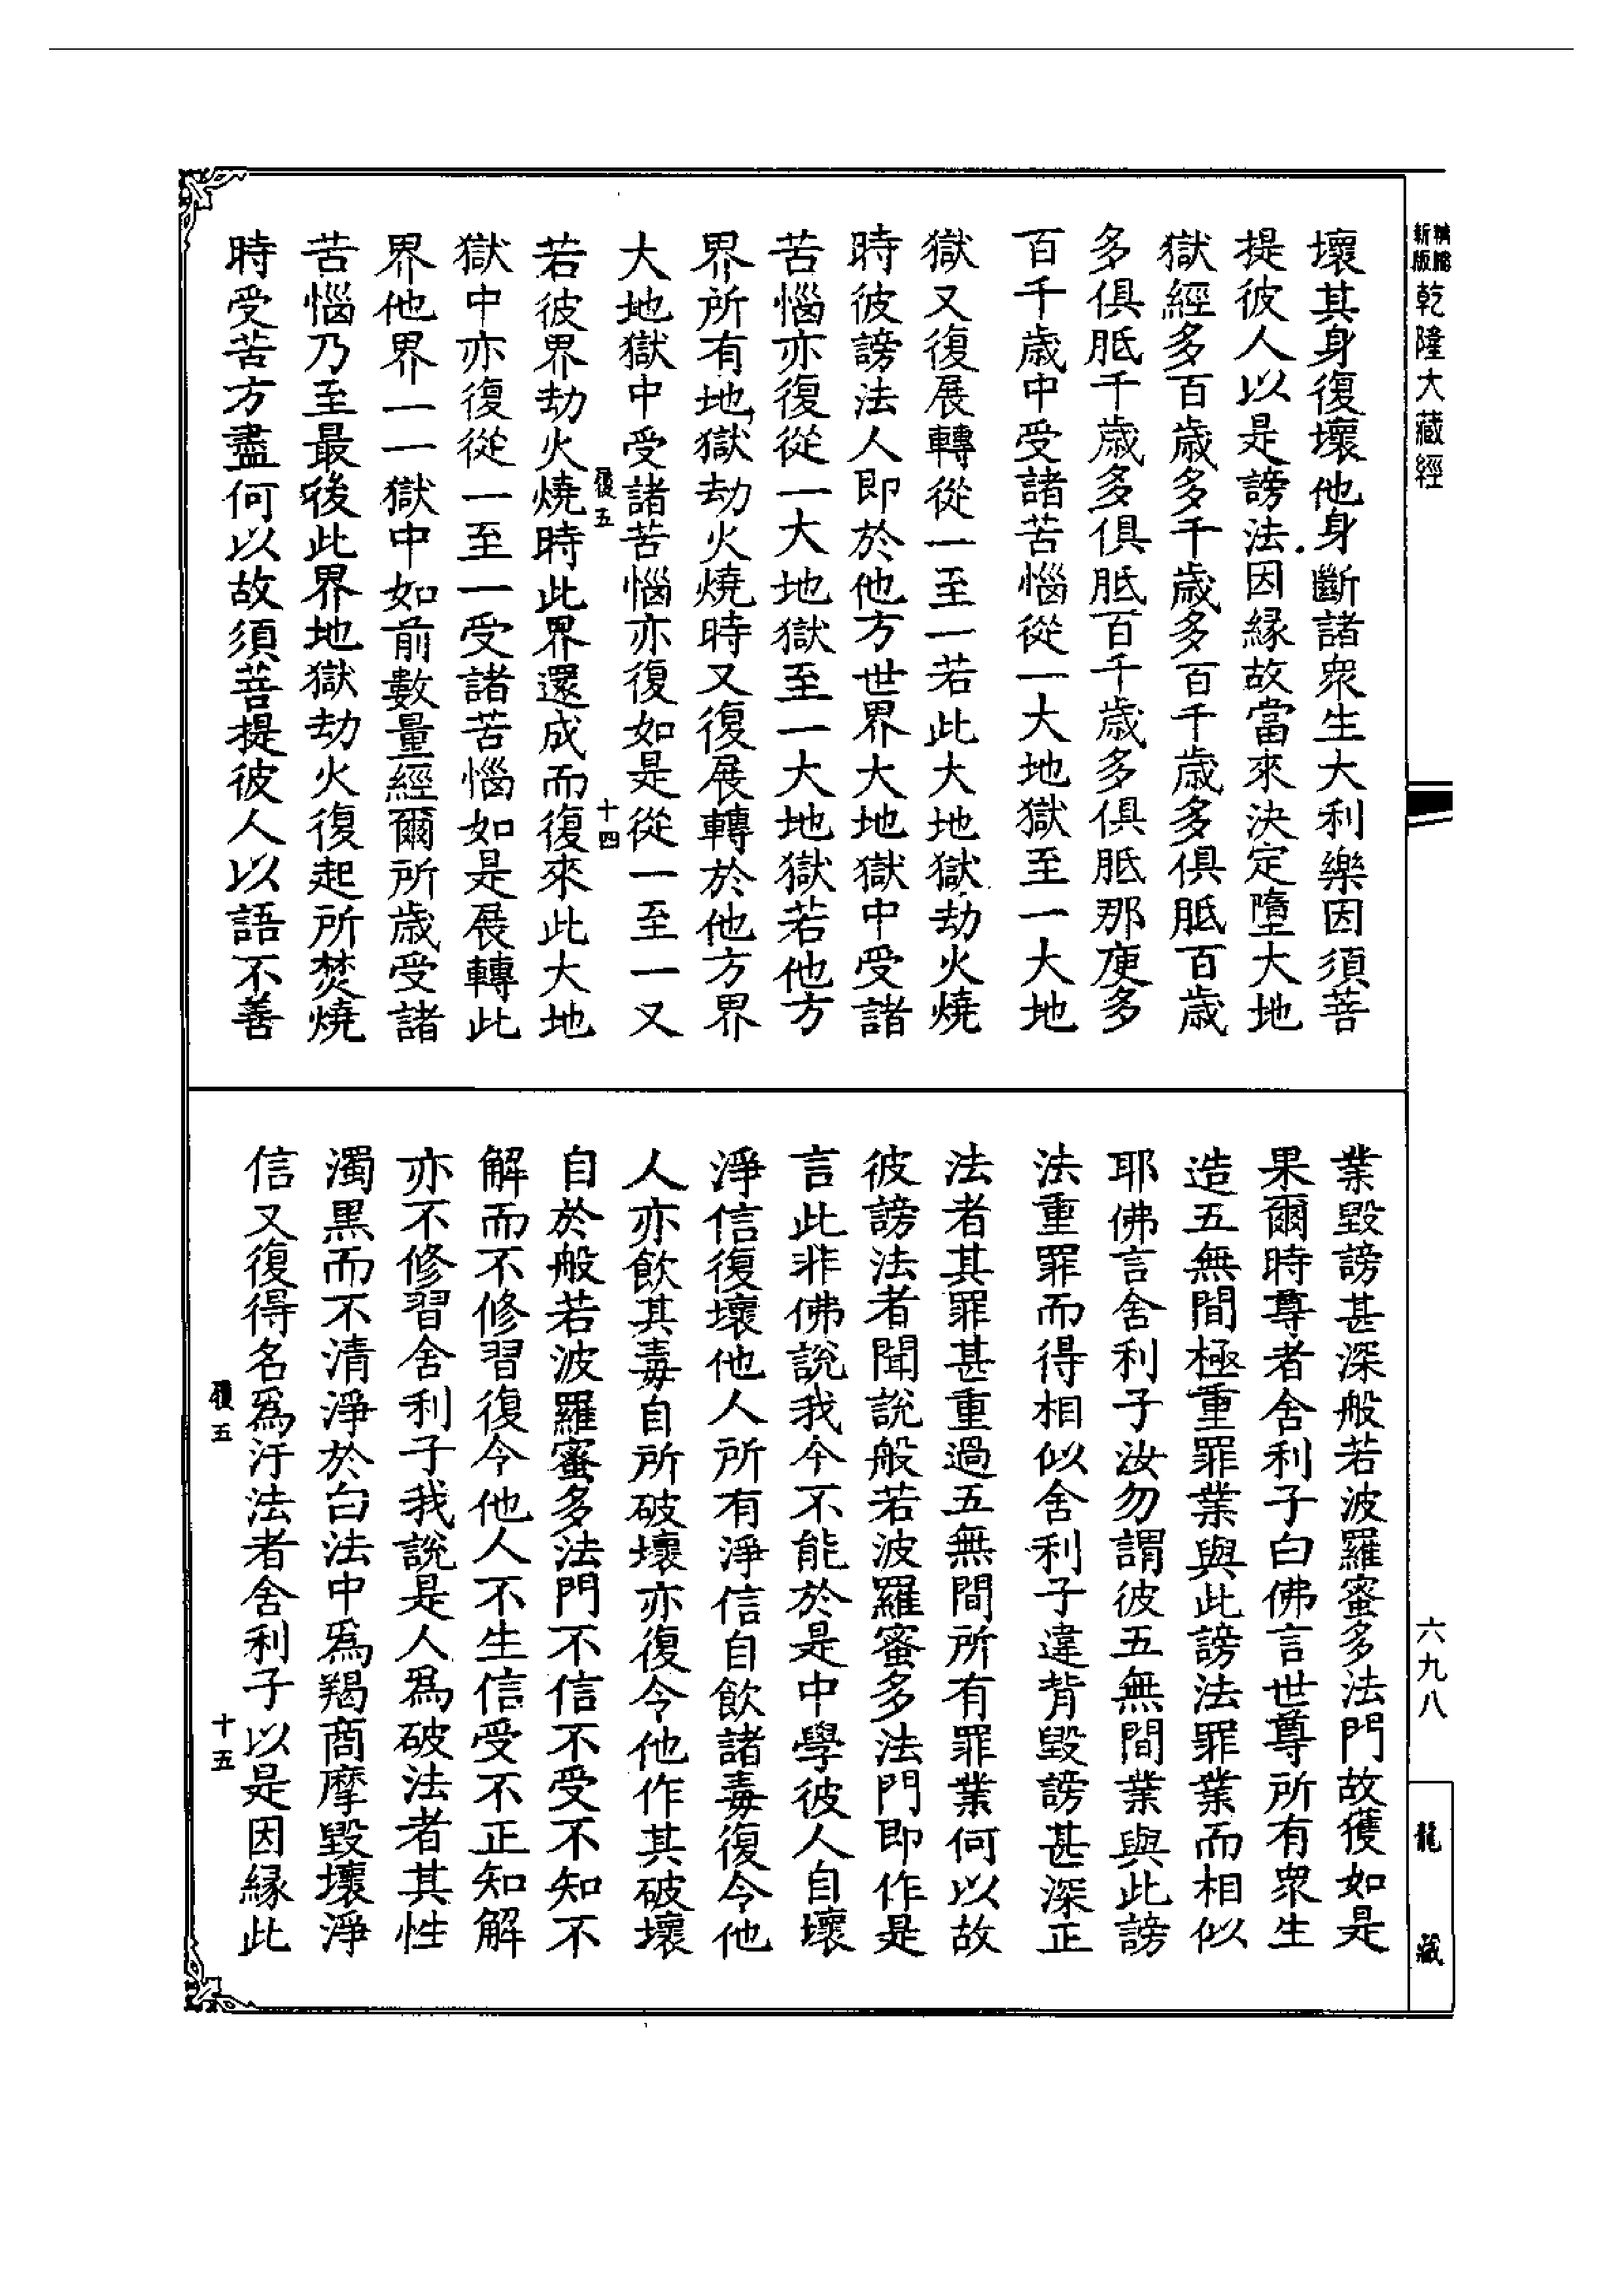 精縮新版乾隆大藏經
壞其身復壞他身斷諸衆生大利樂因須菩
提彼人以是謗法因緣故當來決定墮大地
獄經多百歲多千歲多百千歲多俱胝百歲
多俱胝千歲多俱胝百千歲多俱胝那庾多
百千歲中受諸苦惱從一大地獄至一大地
獄又復展轉從一至一若此大地獄劫火燒
時彼謗法人即於他方世界大地獄中受諸
苦惱亦復從一大地獄至一大地獄若他方
界所有地獄劫火燒時又復展轉於他方界
大地獄中受諸苦惱亦復如是從一至一又
五
十四
若彼界劫火燒時此界還成而復來此大地
獄中亦復從一至一受諸苦惱如是展轉此
界他界一一獄中如前數量經爾所歲受諸
苦惱乃至最後此界地獄劫火復起所焚燒
時受苦方盡何以故須菩提彼人以語不善
業毀謗甚深般若波羅蜜多法門故獲如是
果爾時尊者舍利子白佛言世尊所有衆生
造五無間極重罪業與此謗法罪業而相似
耶佛言舍利子汝勿謂彼五無間業與此謗
法重罪而得相似舍利子違背毀謗甚深正
法者其罪甚重過五無間所有罪業何以故
彼謗法者聞說般若波羅蜜多法門即作是
言此非佛說我今不能於是中學彼人自壞
淨信復壞他人所有淨信自飲諸毒復令他
人亦飲其毒自所破壞亦復令他作其破壞
自於般若波羅蜜多法門不信不受不知不
解而不修習復令他人不生信受不正知解
亦不修習舍利子我說是人爲破法者其性
濁黑而不清淨於白法中爲羯商摩毀壞淨
信又復得名爲汙法者舍利子以是因緣此
五
十五
六九八
龍藏